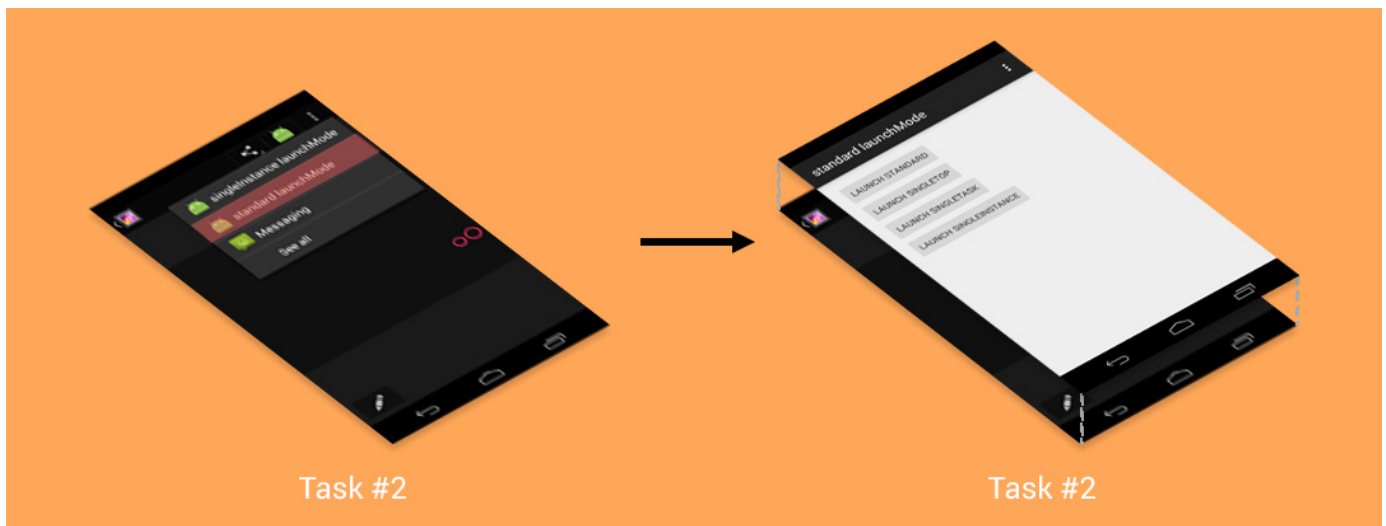 singleInstance launchMode
standard launchMode
Messaging
See all
Task #2
standard launchMode
LAUNCH STANDARD
LAUNCH SINGLETOP
LAUNCH SINGLETASK
LAUNCH SINGLEINSTANCE
Task #2